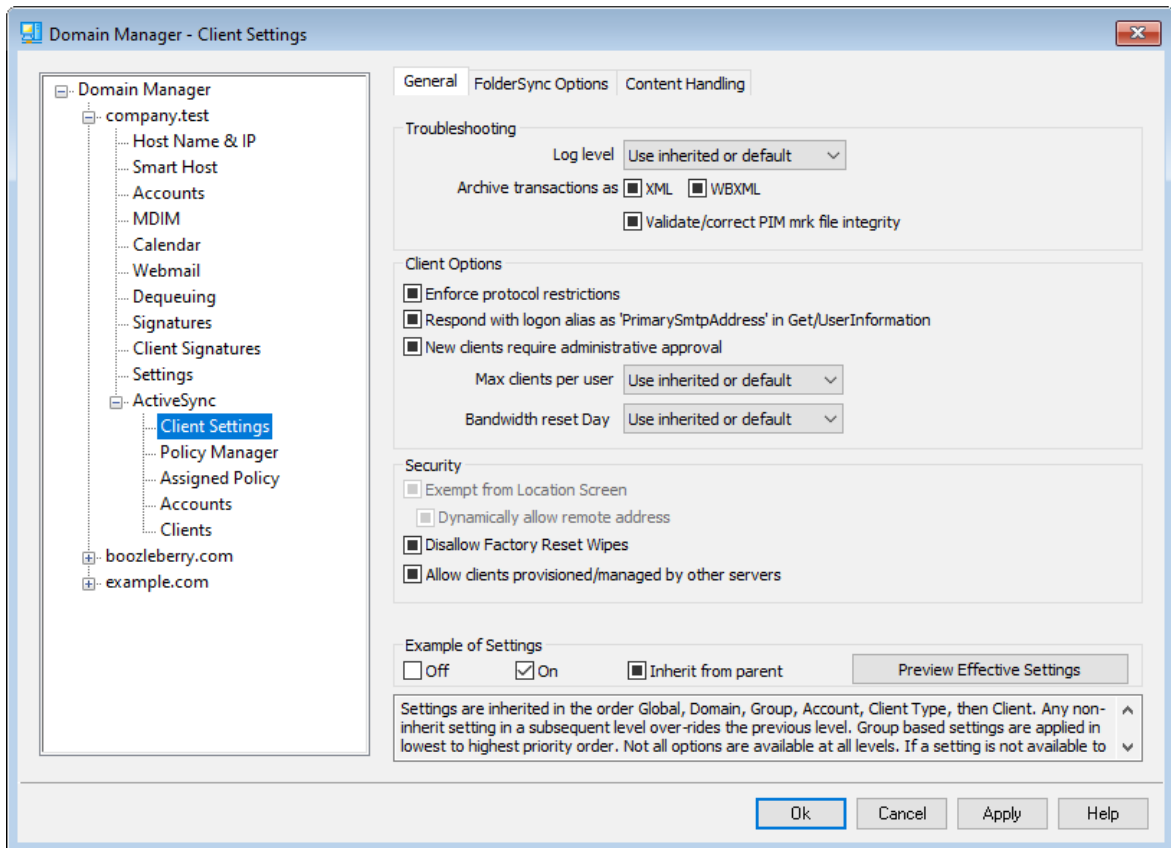 Domain Manager - Client Settings
Domain Manager
company.test
Host Name & IP
Smart Host
Accounts
MDIM
Calendar
Webmail
Dequeuing
Signatures
Client Signatures
Settings
ActiveSync
Client Settings
Policy Manager
Assigned Policy
Accounts
Clients
boozleberry.com
example.com
General FolderSync Options Content Handling
Troubleshooting
Log level Use inherited or default
Archive transactions as XML WBXML
Validate/correct PIM mrk file integrity
Client Options
Enforce protocol restrictions
Respond with logon alias as 'PrimarySmtpAddress' in Get/UserInformation
New clients require administrative approval
Max clients per user Use inherited or default
Bandwidth reset Day Use inherited or default
Security
Exempt from Location Screen
Dynamically allow remote address
Disallow Factory Reset Wipes
Allow clients provisioned/managed by other servers
Example of Settings
Off On Inherit from parent Preview Effective Settings
Settings are inherited in the order Global, Domain, Group, Account, Client Type, then Client. Any non-
inherit setting in a subsequent level over-rides the previous level. Group based settings are applied in
lowest to highest priority order. Not all options are available at all levels. If a setting is not available to
Ok Cancel Apply Help